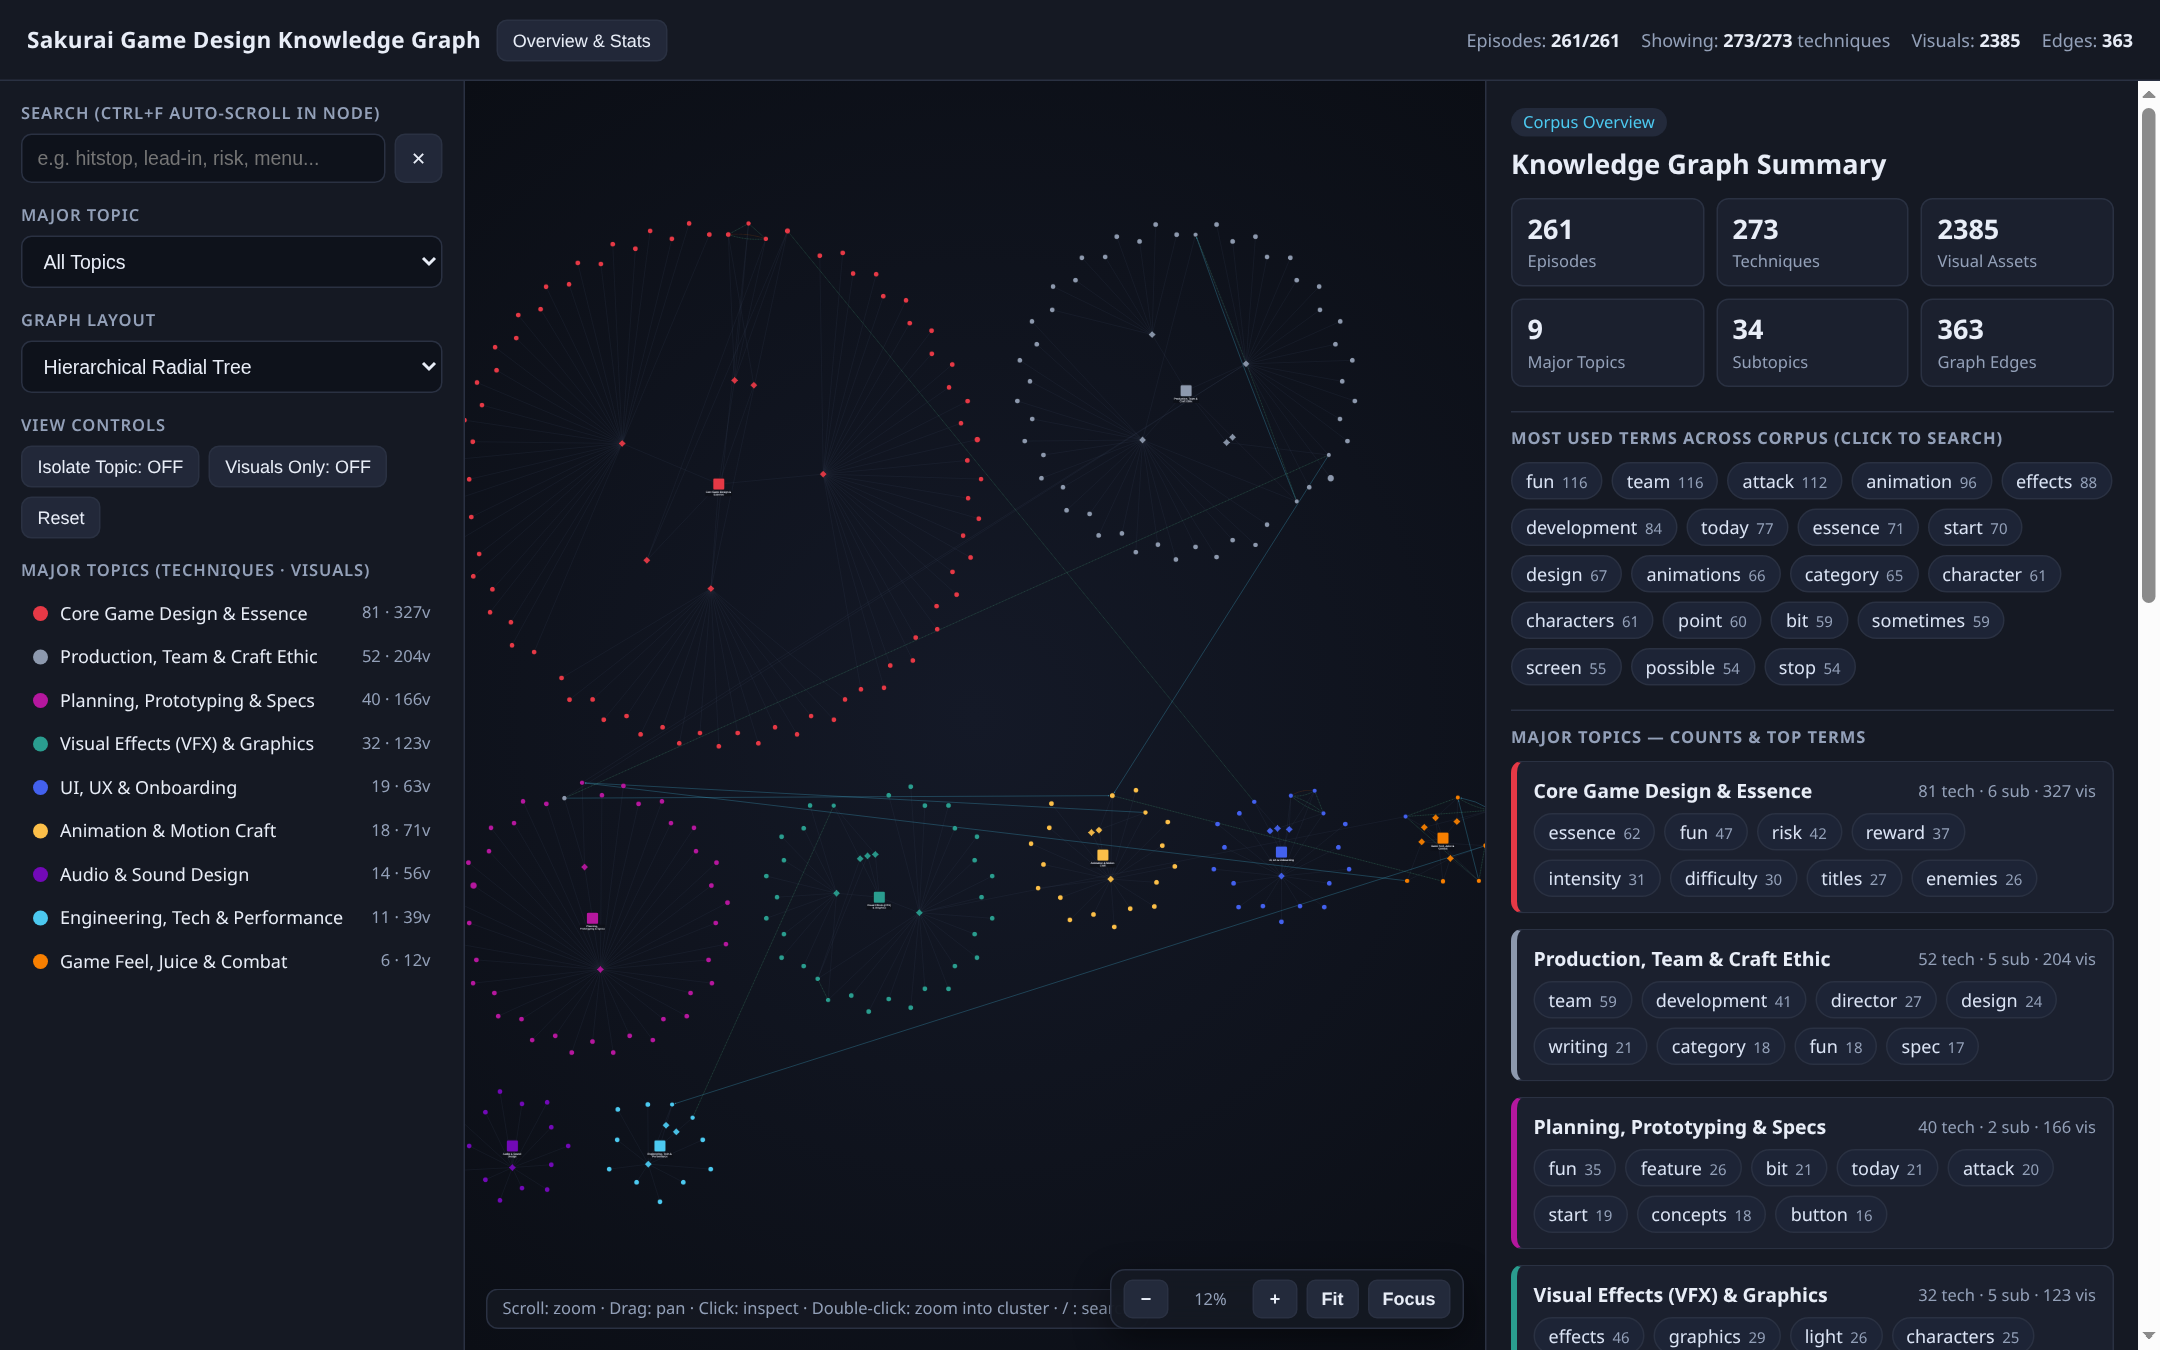 Sakurai Game Design Knowledge Graph
Overview & Stats
Episodes: 261/261 Showing: 273/273 techniques Visuals: 2385 Edges: 363
SEARCH (CTRL+F AUTO-SCROLL IN NODE)
e.g. hitstop, lead-in, risk, menu...
×
MAJOR TOPIC
All Topics
GRAPH LAYOUT
Hierarchical Radial Tree
VIEW CONTROLS
Isolate Topic: OFF
Visuals Only: OFF
Reset
MAJOR TOPICS (TECHNIQUES · VISUALS)
Core Game Design & Essence 81 · 327v
Production, Team & Craft Ethic 52 · 204v
Planning, Prototyping & Specs 40 · 166v
Visual Effects (VFX) & Graphics 32 · 123v
UI, UX & Onboarding 19 · 63v
Animation & Motion Craft 18 · 71v
Audio & Sound Design 14 · 56v
Engineering, Tech & Performance 11 · 39v
Game Feel, Juice & Combat 6 · 12v
Scroll: zoom · Drag: pan · Click: inspect · Double-click: zoom into cluster · / : sear
− 12% + Fit Focus
Corpus Overview
Knowledge Graph Summary
261 Episodes
273 Techniques
2385 Visual Assets
9 Major Topics
34 Subtopics
363 Graph Edges
MOST USED TERMS ACROSS CORPUS (CLICK TO SEARCH)
fun 116 team 116 attack 112 animation 96 effects 88
development 84 today 77 essence 71 start 70
design 67 animations 66 category 65 character 61
characters 61 point 60 bit 59 sometimes 59
screen 55 possible 54 stop 54
MAJOR TOPICS — COUNTS & TOP TERMS
Core Game Design & Essence 81 tech · 6 sub · 327 vis
essence 62 fun 47 risk 42 reward 37
intensity 31 difficulty 30 titles 27 enemies 26
Production, Team & Craft Ethic 52 tech · 5 sub · 204 vis
team 59 development 41 director 27 design 24
writing 21 category 18 fun 18 spec 17
Planning, Prototyping & Specs 40 tech · 2 sub · 166 vis
fun 35 feature 26 bit 21 today 21 attack 20
start 19 concepts 18 button 16
Visual Effects (VFX) & Graphics 32 tech · 5 sub · 123 vis
effects 46 graphics 29 light 26 characters 25